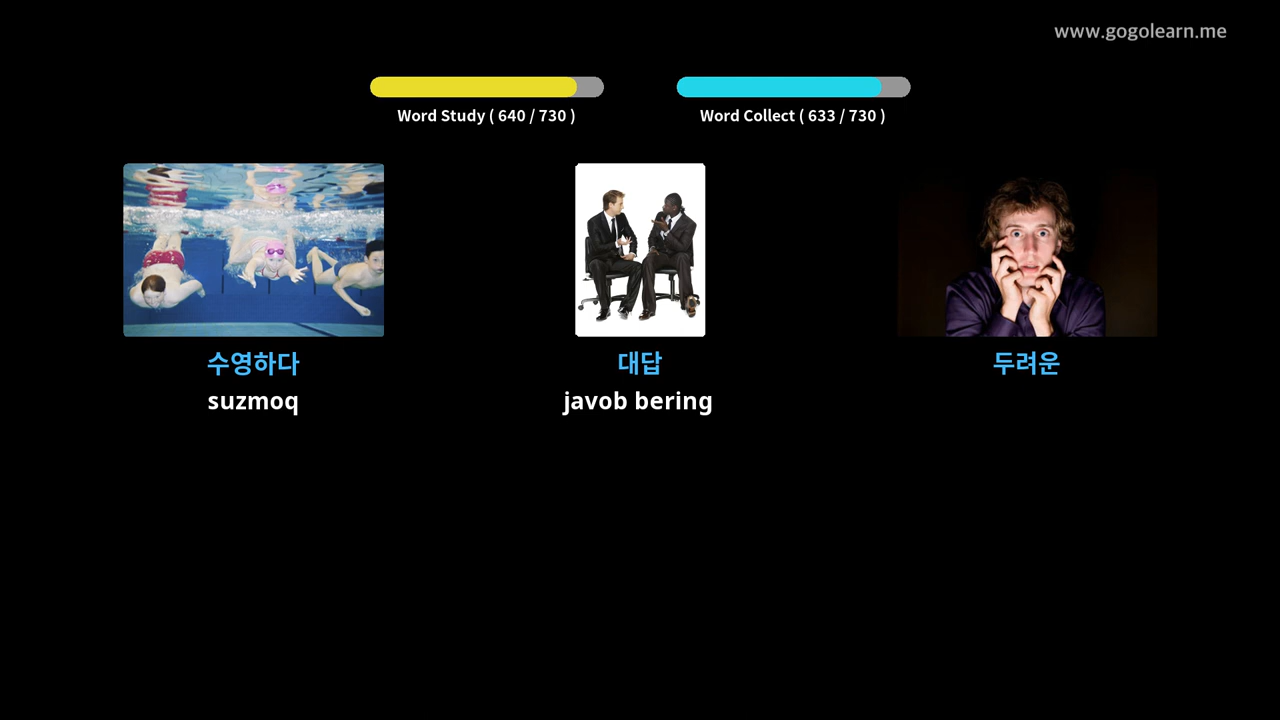 www.gogolearn.me
Word Study ( 640 / 730 )
Word Collect ( 633 / 730 )
수영하다
대답
두려운
suzmoq
javob bering